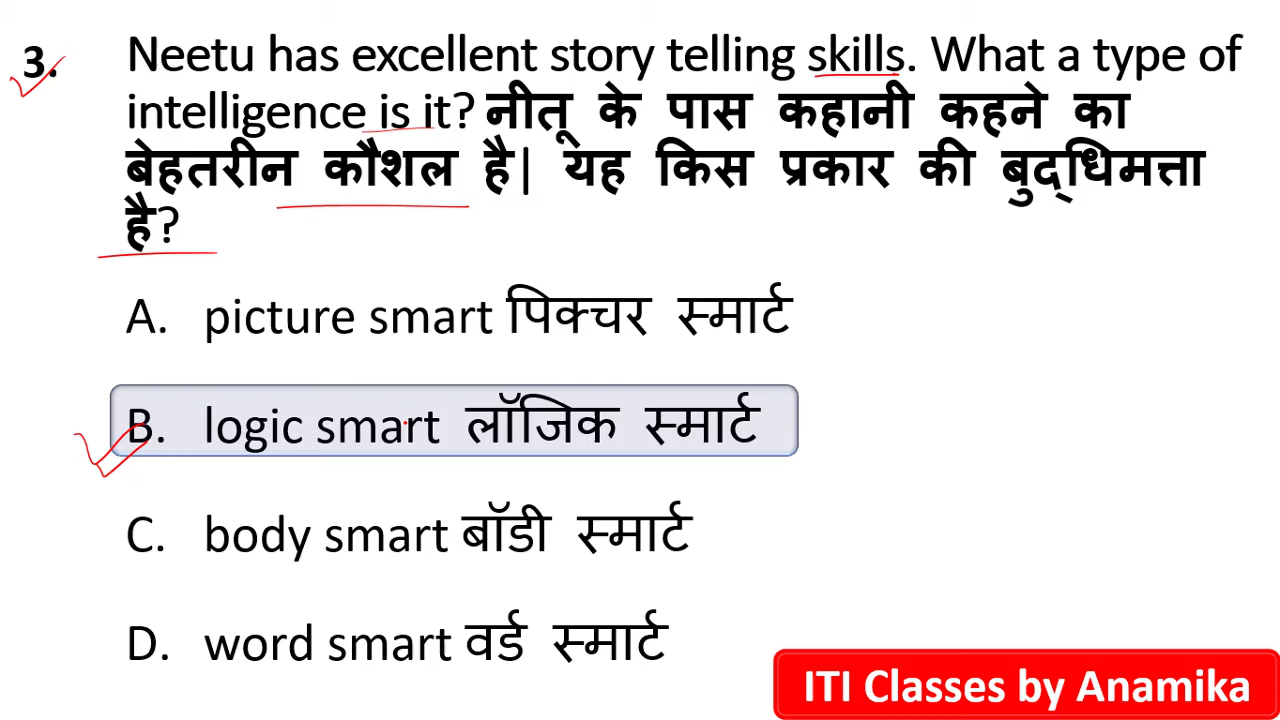 3. Neetu has excellent story telling skills. What a type of
intelligence is it? नीतू के पास कहानी कहने का
बेहतरीन कौशल है| यह किस प्रकार की बुद्धिमत्ता
है?
A. picture smart पिक्चर स्मार्ट
B. logic smart लॉजिक स्मार्ट
C. body smart बॉडी स्मार्ट
D. word smart वर्ड स्मार्ट
ITI Classes by Anamika